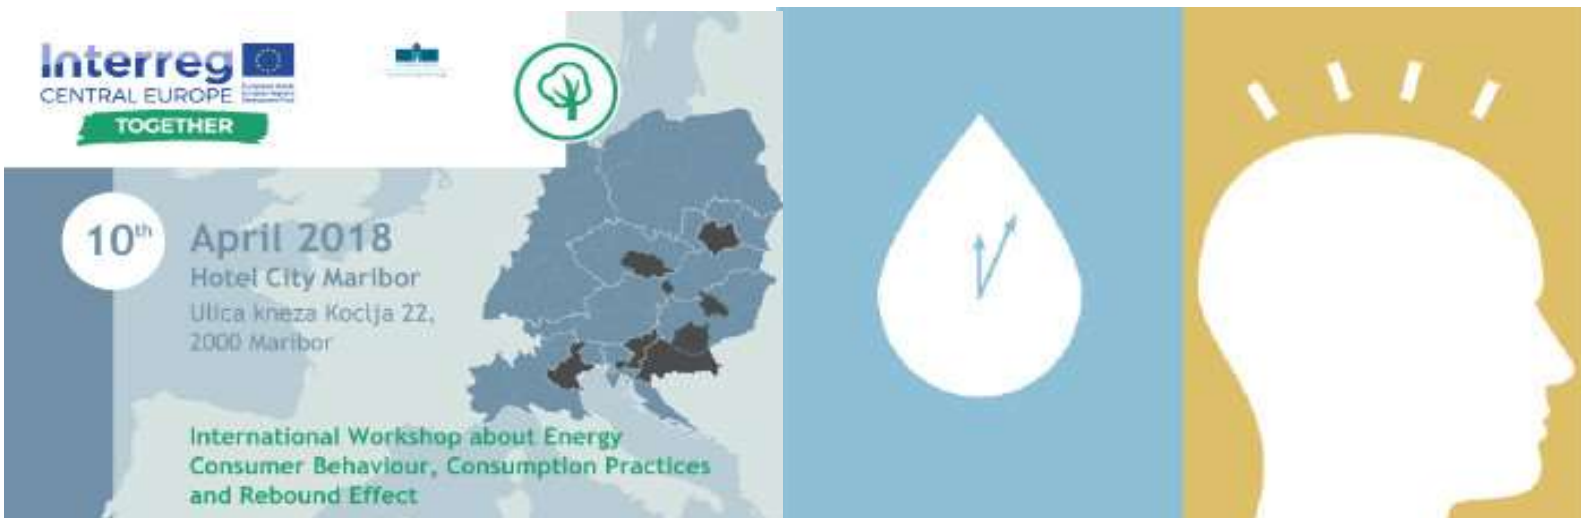 Interreg
CENTRAL EUROPE
TOGETHER
10th
April 2018
Hotel City Maribor
Ulica kneza Koclja 22,
2000 Maribor
International Workshop about Energy
Consumer Behaviour, Consumption Practices
and Rebound Effect